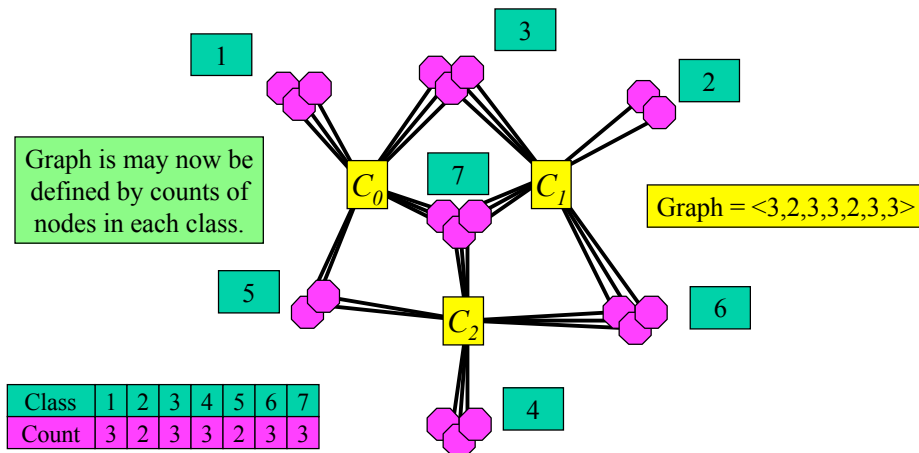 1
3
2
Graph is may now be
defined by counts of
nodes in each class.
C0
7
C1
Graph = <3,2,3,3,2,3,3>
5
C2
6
4
Class 1 2 3 4 5 6 7
Count 3 2 3 3 2 3 3